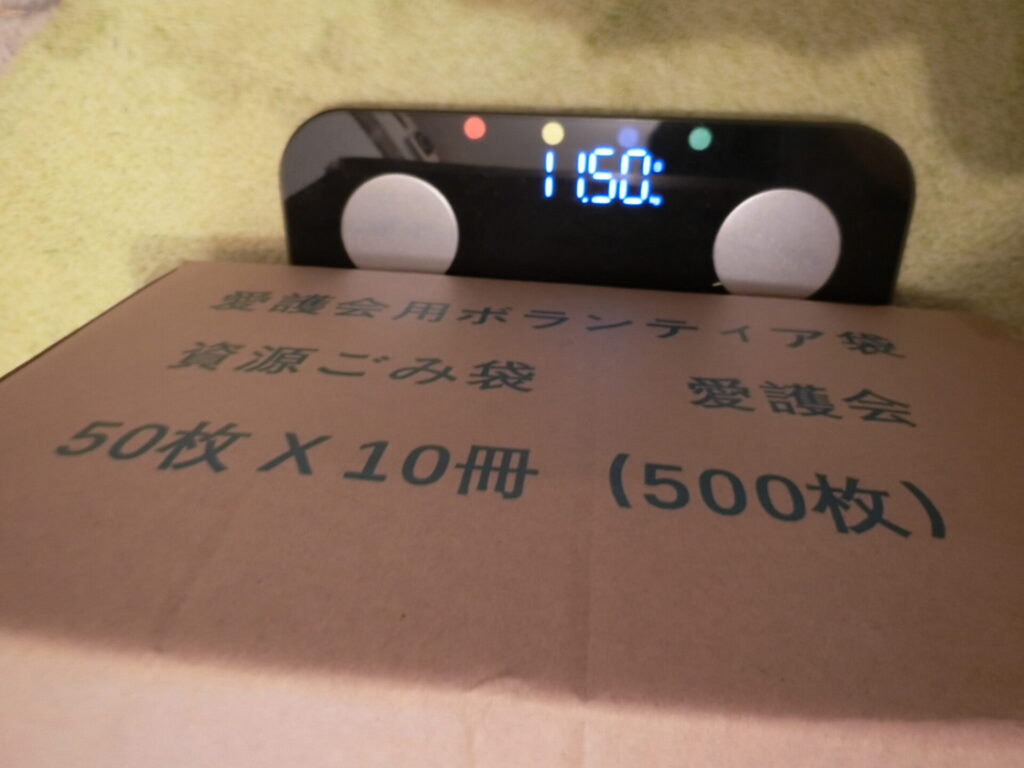 11.50
愛護会用ボランティア袋
資源ごみ袋 愛護会
50枚 X 10冊 (500枚)